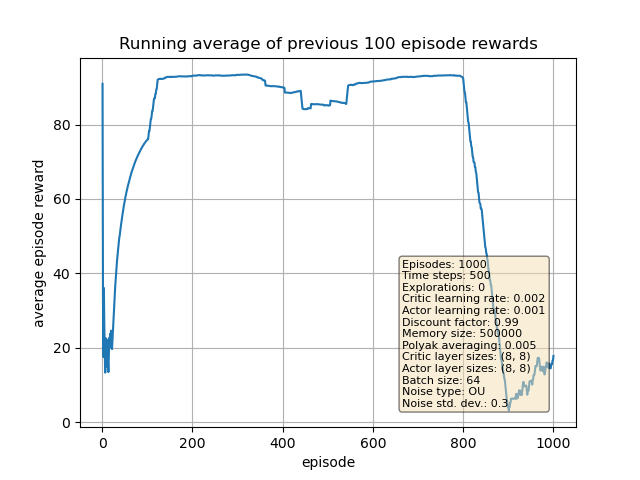 Running average of previous 100 episode rewards
average episode reward
80
60
40
20
0
Episodes: 1000
Time steps: 500
Explorations: 0
Critic learning rate: 0.002
Actor learning rate: 0.001
Discount factor: 0.99
Memory size: 500000
Polyak averaging: 0.005
Critic layer sizes: (8, 8)
Actor layer sizes: (8, 8)
Batch size: 64
Noise type: OU
Noise std. dev.: 0.3
0 200 400 600 800 1000
episode